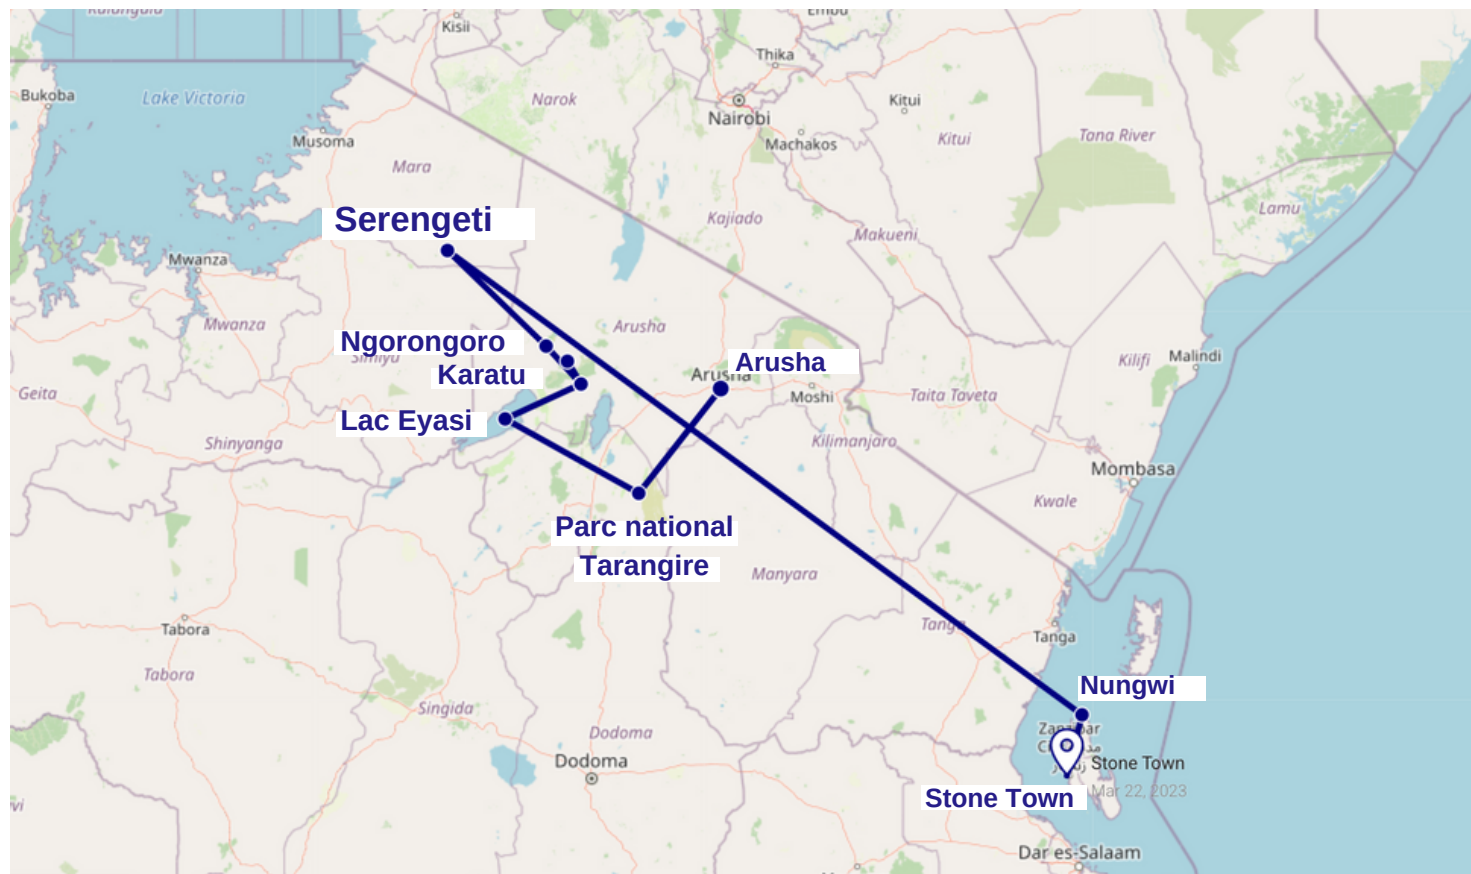 Kalangala
Kisii
Embu
Thika
Bukoba
Lake Victoria
Narok
Nairobi
Kitui
Musoma
Machakos
Kitui
Tana River
Mara
Serengeti
Kajiado
Makueni
Lamu
Mwanza
Mwanza
Arusha
Ngorongoro
Simiyu
Karatu
Arusha
Arusha
Moshi
Kilifi
Malindi
Geita
Taita Taveta
Lac Eyasi
Shinyanga
Kilimanjaro
Mombasa
Kwale
Parc national
Tarangire
Manyara
Tabora
Tanga
Tanga
Tabora
Nungwi
Singida
Dodoma
Zanzibar
Dodoma
Stone Town
Stone Town
Mar 22, 2023
Dar es-Salaam